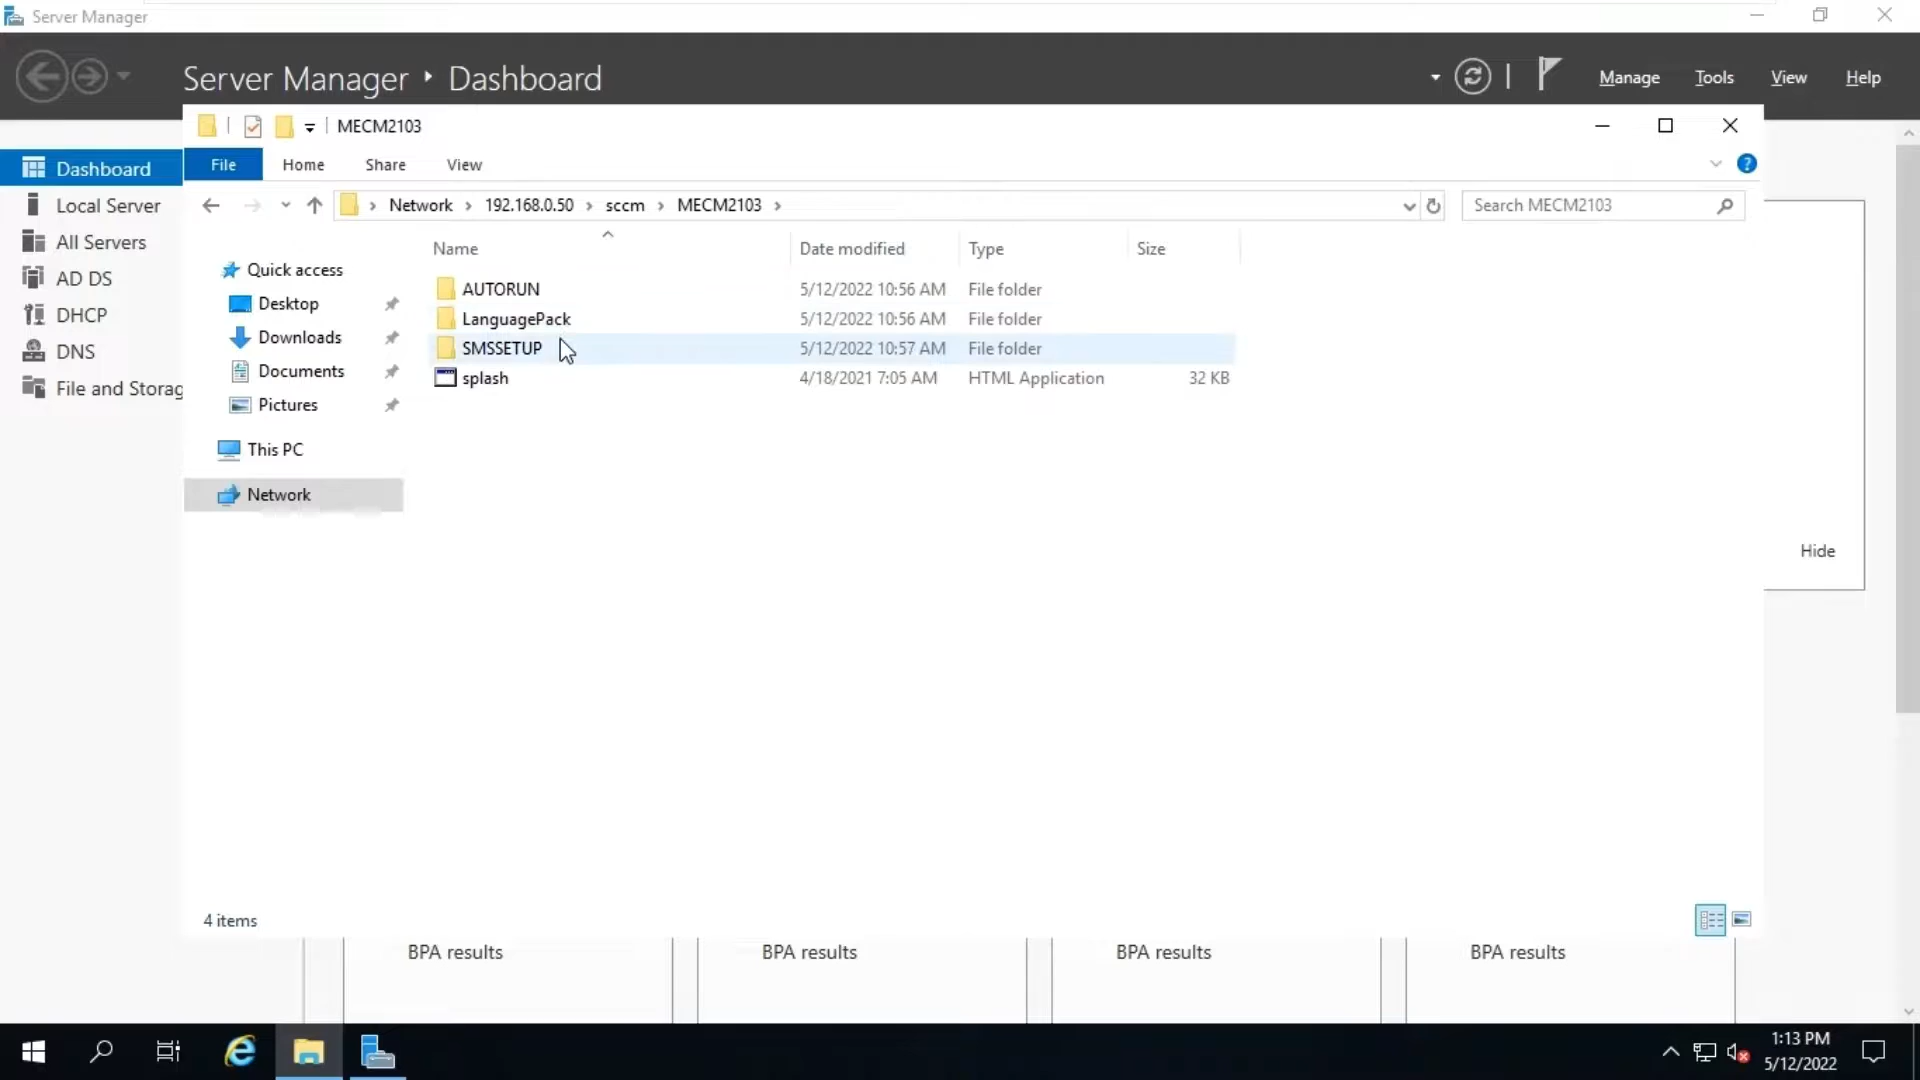 Server Manager
Server Manager ‣ Dashboard
Manage Tools View Help
MECM2103
File Home Share View
Network > 192.168.0.50 > sccm > MECM2103 >
Search MECM2103
Dashboard
Local Server
All Servers
AD DS
DHCP
DNS
File and Storag
Quick access
Desktop
Downloads
Documents
Pictures
This PC
Network
Name Date modified Type Size
AUTORUN 5/12/2022 10:56 AM File folder
LanguagePack 5/12/2022 10:56 AM File folder
SMSSETUP 5/12/2022 10:57 AM File folder
splash 4/18/2021 7:05 AM HTML Application 32 KB
Hide
4 items
BPA results BPA results BPA results BPA results
1:13 PM
5/12/2022